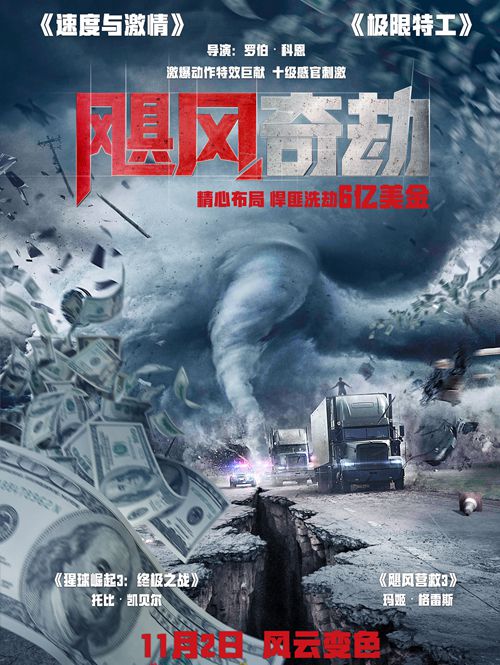 《速度与激情》 《极限特工》
导演：罗伯·科恩
激爆动作特效巨献 十级感官刺激
飓风奇劫
精心布局 悍匪洗劫6亿美金
《猩球崛起3：终极之战》 《飓风营救3》
托比·凯贝尔 玛姬·格雷斯
11月2日 风云变色